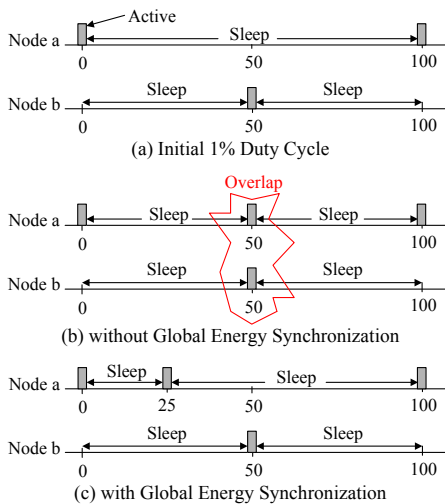 Active
Node a
Sleep
0 50 100
Node b
Sleep Sleep
0 50 100
(a) Initial 1% Duty Cycle
Overlap
Node a
Sleep Sleep
0 50 100
Node b
Sleep Sleep
0 50 100
(b) without Global Energy Synchronization
Node a
Sleep Sleep
0 25 100
Node b
Sleep Sleep
0 50 100
(c) with Global Energy Synchronization